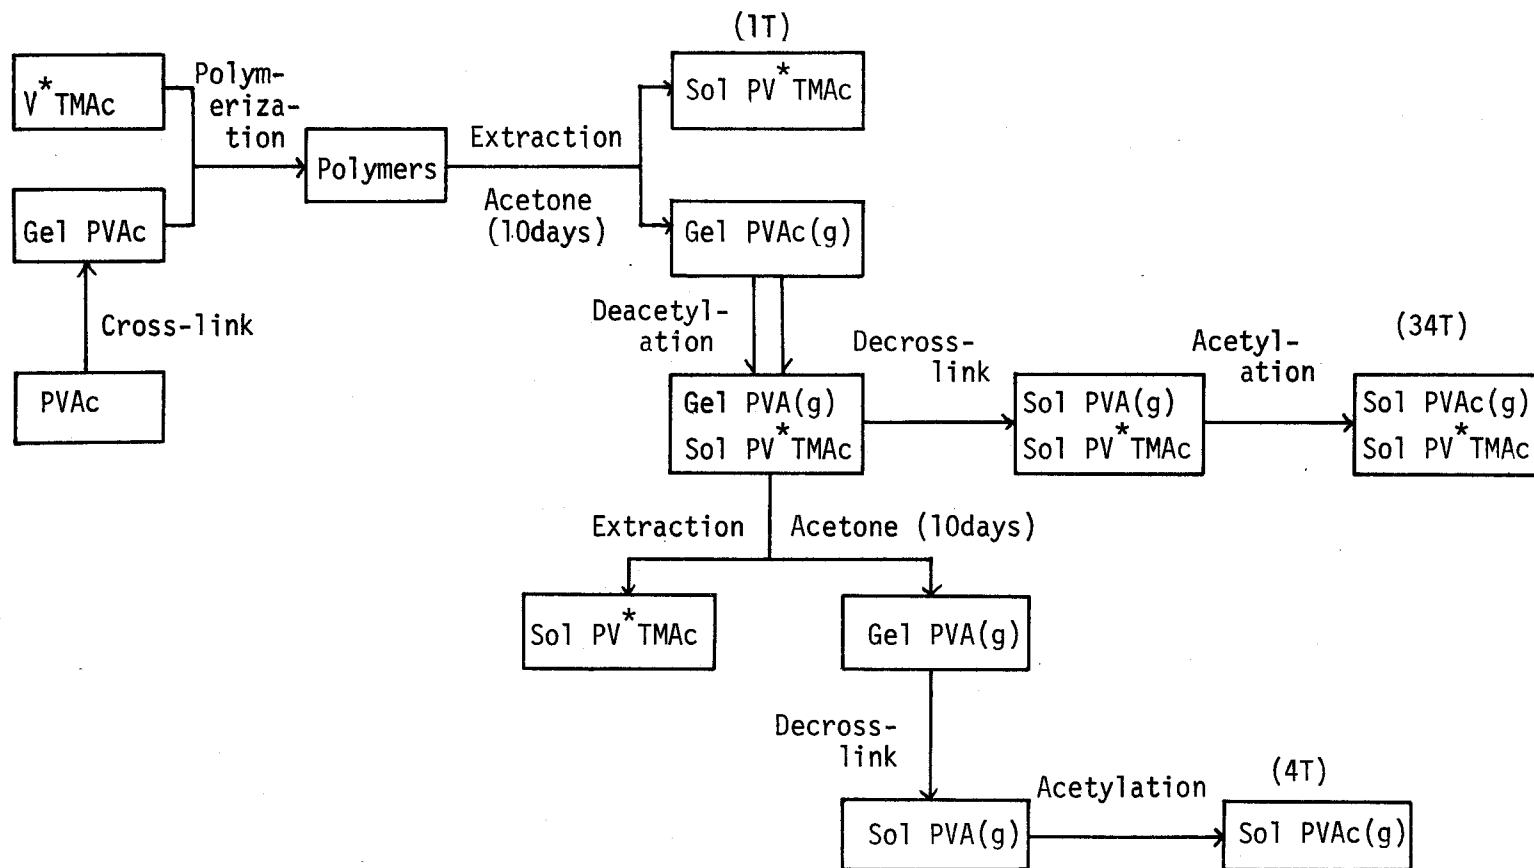 (1T)
V*TMAc
Polym-
eriza-
tion
Sol PV*TMAc
Polymers
Extraction
Acetone
(10days)
Gel PVAc
Gel PVAc(g)
Cross-link
PVAc
Deacetyl-
ation
Gel PVA(g)
Sol PV*TMAc
Decross-
link
Sol PVA(g)
Sol PV*TMAc
Acetyl-
ation
(34T)
Sol PVAc(g)
Sol PV*TMAc
Extraction
Acetone (10days)
Sol PV*TMAc
Gel PVA(g)
Decross-
link
Sol PVA(g)
Acetylation
(4T)
Sol PVAc(g)